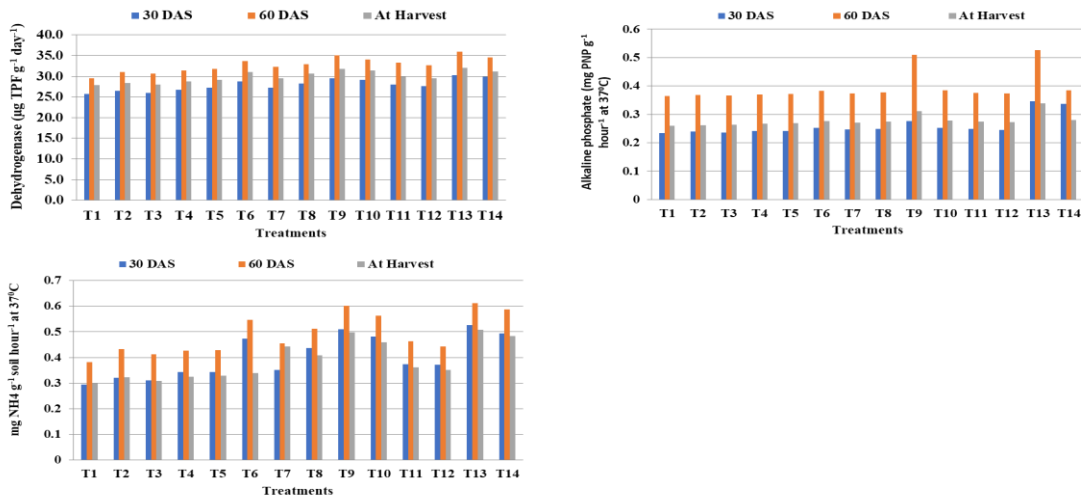 30 DAS 60 DAS At Harvest
Dehydrogenase (µg TPF g⁻¹ day⁻¹)
40.0
35.0
30.0
25.0
20.0
15.0
10.0
5.0
0.0
T1 T2 T3 T4 T5 T6 T7 T8 T9 T10 T11 T12 T13 T14
Treatments
30 DAS 60 DAS At Harvest
Alkaline phosphate (mg PNP g⁻¹
hour⁻¹ at 37⁰C)
0.6
0.5
0.4
0.3
0.2
0.1
0
T1 T2 T3 T4 T5 T6 T7 T8 T9 T10 T11 T12 T13 T14
Treatments
30 DAS 60 DAS At Harvest
mg NH4 g⁻¹ soil hour⁻¹ at 37⁰C
0.7
0.6
0.5
0.4
0.3
0.2
0.1
0
T1 T2 T3 T4 T5 T6 T7 T8 T9 T10 T11 T12 T13 T14
Treatments